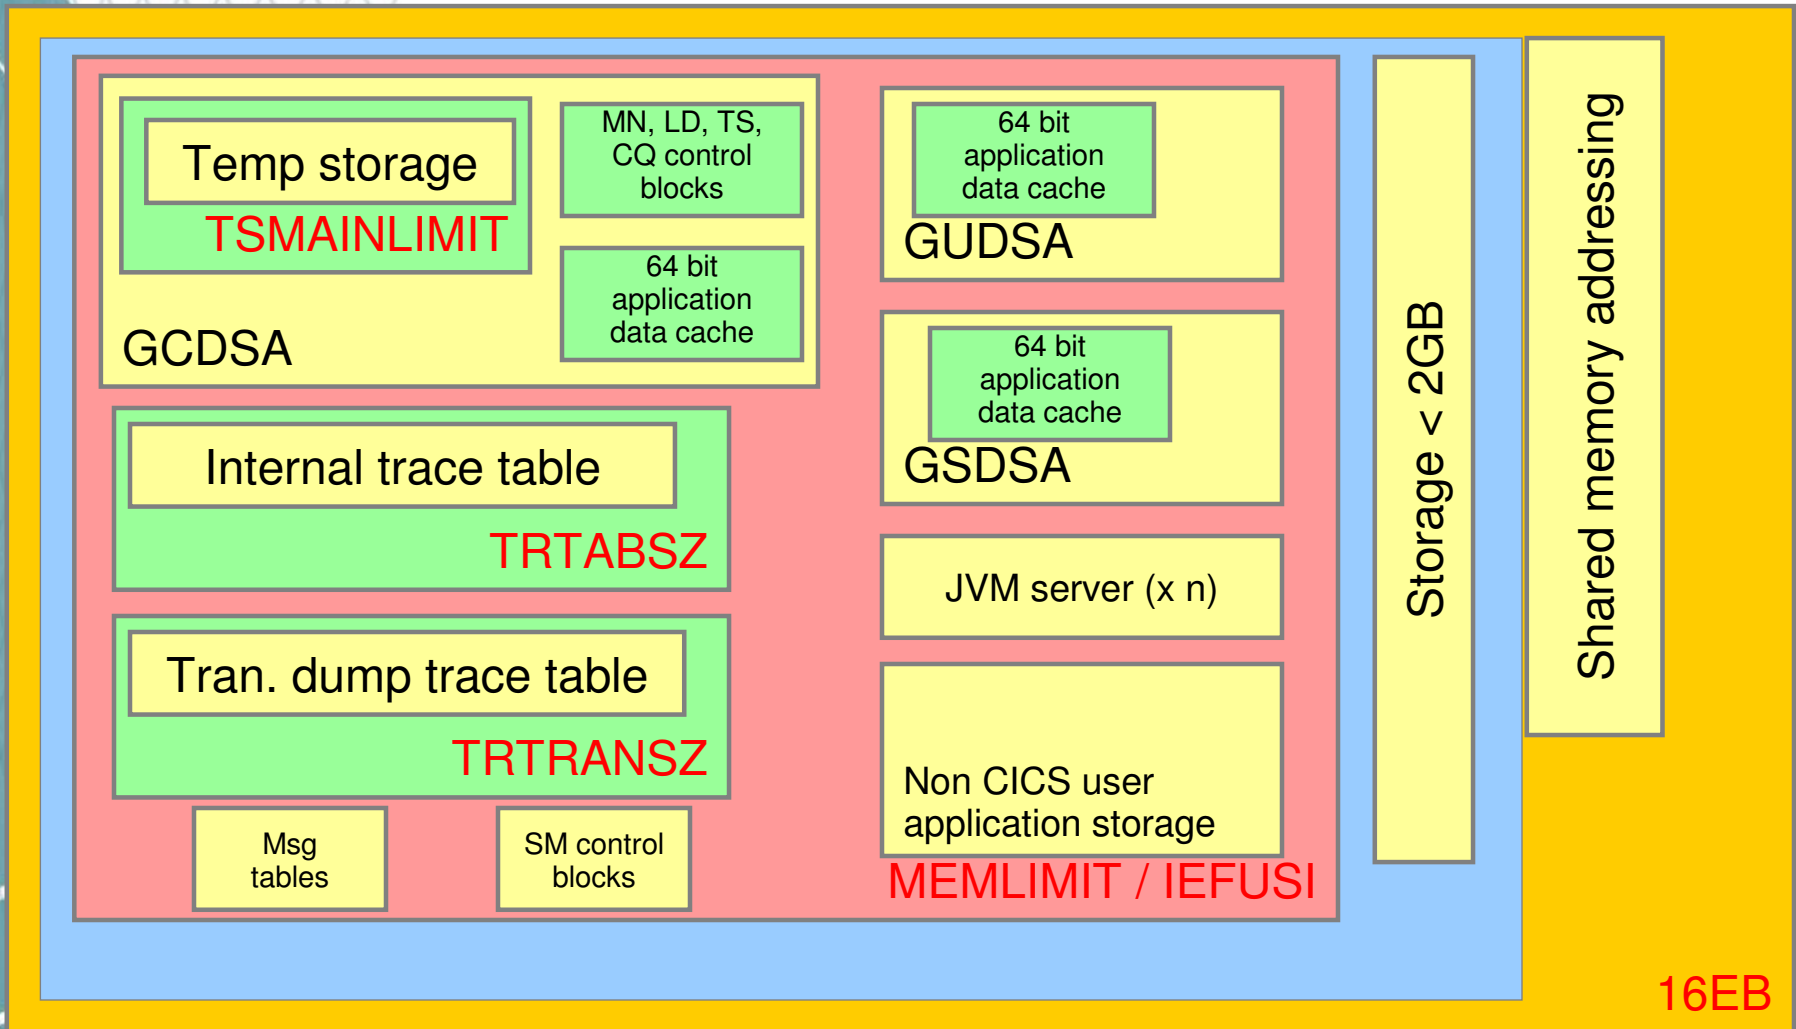 Temp storage
TSMAINLIMIT
MN, LD, TS,
CQ control
blocks
64 bit
application
data cache
GCDSA
Internal trace table
TRTABSZ
Tran. dump trace table
TRTRANSZ
Msg
tables
SM control
blocks
64 bit
application
data cache
GUDSA
64 bit
application
data cache
GSDSA
JVM server (x n)
Non CICS user
application storage
MEMLIMIT / IEFUSI
Storage < 2GB
Shared memory addressing
16EB